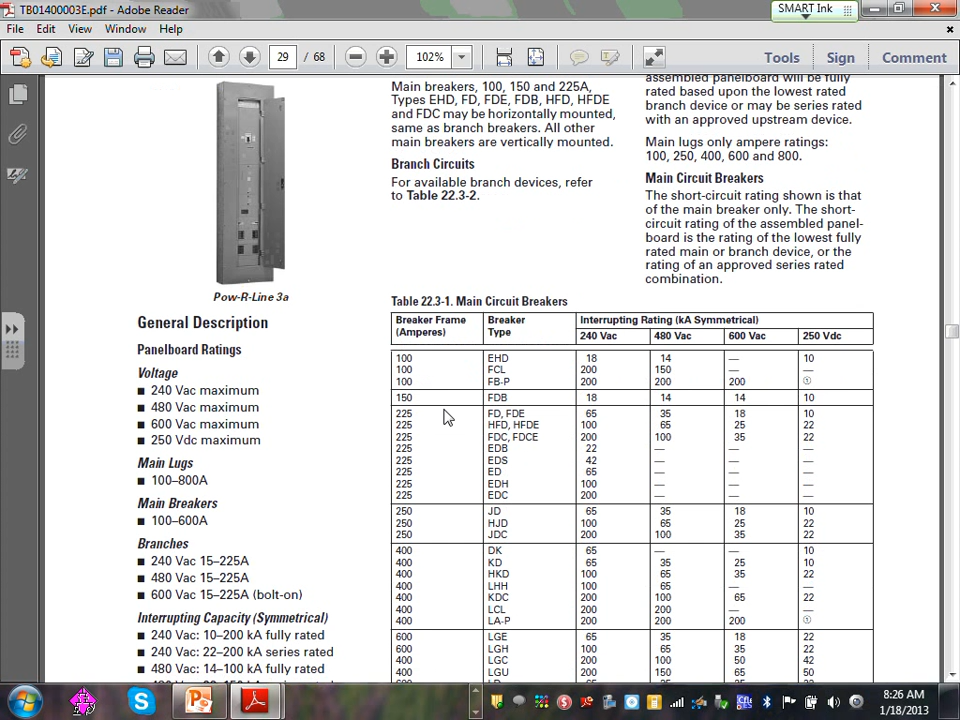 TB01400003E.pdf - Adobe Reader
SMART Ink
File Edit View Window Help
29 / 68 102% Tools Sign Comment
Pow-R-Line 3a
General Description
Panelboard Ratings
Voltage
■ 240 Vac maximum
■ 480 Vac maximum
■ 600 Vac maximum
■ 250 Vdc maximum
Main Lugs
■ 100–800A
Main Breakers
■ 100–600A
Branches
■ 240 Vac 15–225A
■ 480 Vac 15–225A
■ 600 Vac 15–225A (bolt-on)
Interrupting Capacity (Symmetrical)
■ 240 Vac: 10–200 kA fully rated
■ 240 Vac: 22–200 kA series rated
■ 480 Vac: 14–100 kA fully rated
Main breakers, 100, 150 and 225A,
Types EHD, FD, FDE, FDB, HFD, HFDE
and FDC may be horizontally mounted,
same as branch breakers. All other
main breakers are vertically mounted.
Branch Circuits
For available branch devices, refer
to Table 22.3-2.
assembled panelboard will be fully
rated based upon the lowest rated
branch device or may be series rated
with an approved upstream device.
Main lugs only ampere ratings:
100, 250, 400, 600 and 800.
Main Circuit Breakers
The short-circuit rating shown is that
of the main breaker only. The short-
circuit rating of the assembled panel-
board is the rating of the lowest fully
rated main or branch device, or the
rating of an approved series rated
combination.
Table 22.3-1. Main Circuit Breakers
Breaker Frame Breaker Interrupting Rating (kA Symmetrical)
(Amperes) Type 240 Vac 480 Vac 600 Vac 250 Vdc
100 EHD 18 14 — 10
100 FCL 200 150 — —
100 FB-P 200 200 200 ①
150 FDB 18 14 14 10
225 FD, FDE 65 35 18 10
225 HFD, HFDE 100 65 25 22
225 FDC, FDCE 200 100 35 22
225 EDB 22 — — —
225 EDS 42 — — —
225 ED 65 — — —
225 EDH 100 — — —
225 EDC 200 — — —
250 JD 65 35 18 10
250 HJD 100 65 25 22
250 JDC 200 100 35 22
400 DK 65 — — 10
400 KD 65 35 25 10
400 HKD 100 65 35 22
400 LHH 100 65 — —
400 KDC 200 100 65 22
400 LCL 200 200 — —
400 LA-P 200 200 200 ①
600 LGE 65 35 18 22
600 LGH 100 65 35 22
600 LGC 200 100 50 42
600 LGU 200 150 65 50
8:26 AM
1/18/2013